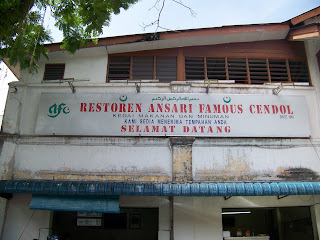 afc
RESTOREN ANSARI FAMOUS CENDOL
KEDAI MAKANAN DAN MINUMAN
KAMI SEDIA MENERIMA TEMPAHAN ANDA
SELAMAT DATANG